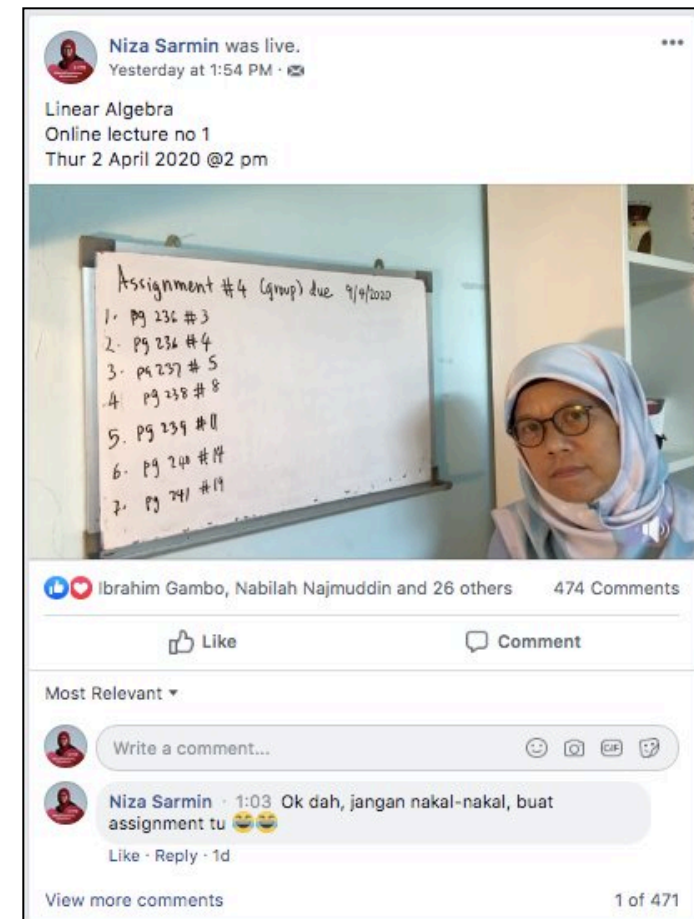 Niza Sarmin was live.
Yesterday at 1:54 PM ·
Linear Algebra
Online lecture no 1
Thur 2 April 2020 @2 pm
Assignment #4 (group) due 9/4/2020
1. pg 236 #3
2. pg 236 #4
3. pg 237 # 5
4 pg 238 # 8
5. pg 239 # 11
6. pg 240 # 14
7. pg 241 #19
Ibrahim Gambo, Nabilah Najmuddin and 26 others 474 Comments
Like Comment
Most Relevant
Write a comment... GIF
Niza Sarmin · 1:03 Ok dah, jangan nakal-nakal, buat
assignment tu 😂😂
Like · Reply · 1d
View more comments 1 of 471